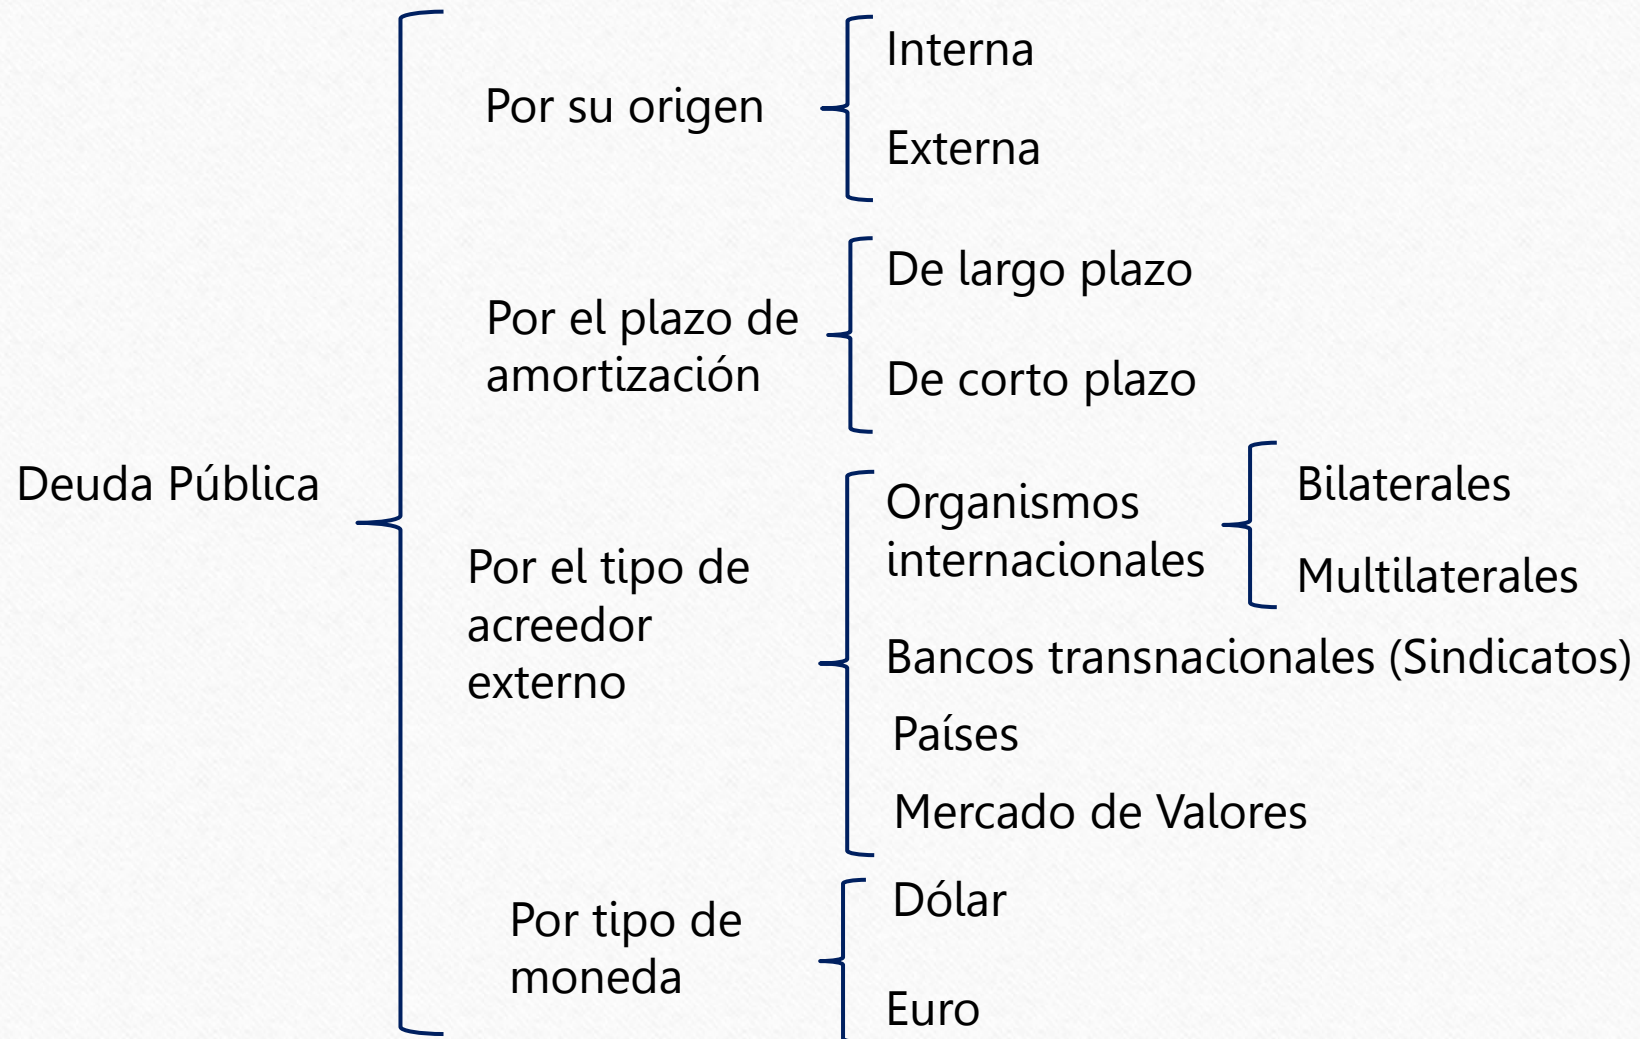 Deuda Pública
Por su origen
Interna
Externa
Por el plazo de
amortización
De largo plazo
De corto plazo
Por el tipo de
acreedor
externo
Organismos
internacionales
Bilaterales
Multilaterales
Bancos transnacionales (Sindicatos)
Países
Mercado de Valores
Por tipo de
moneda
Dólar
Euro